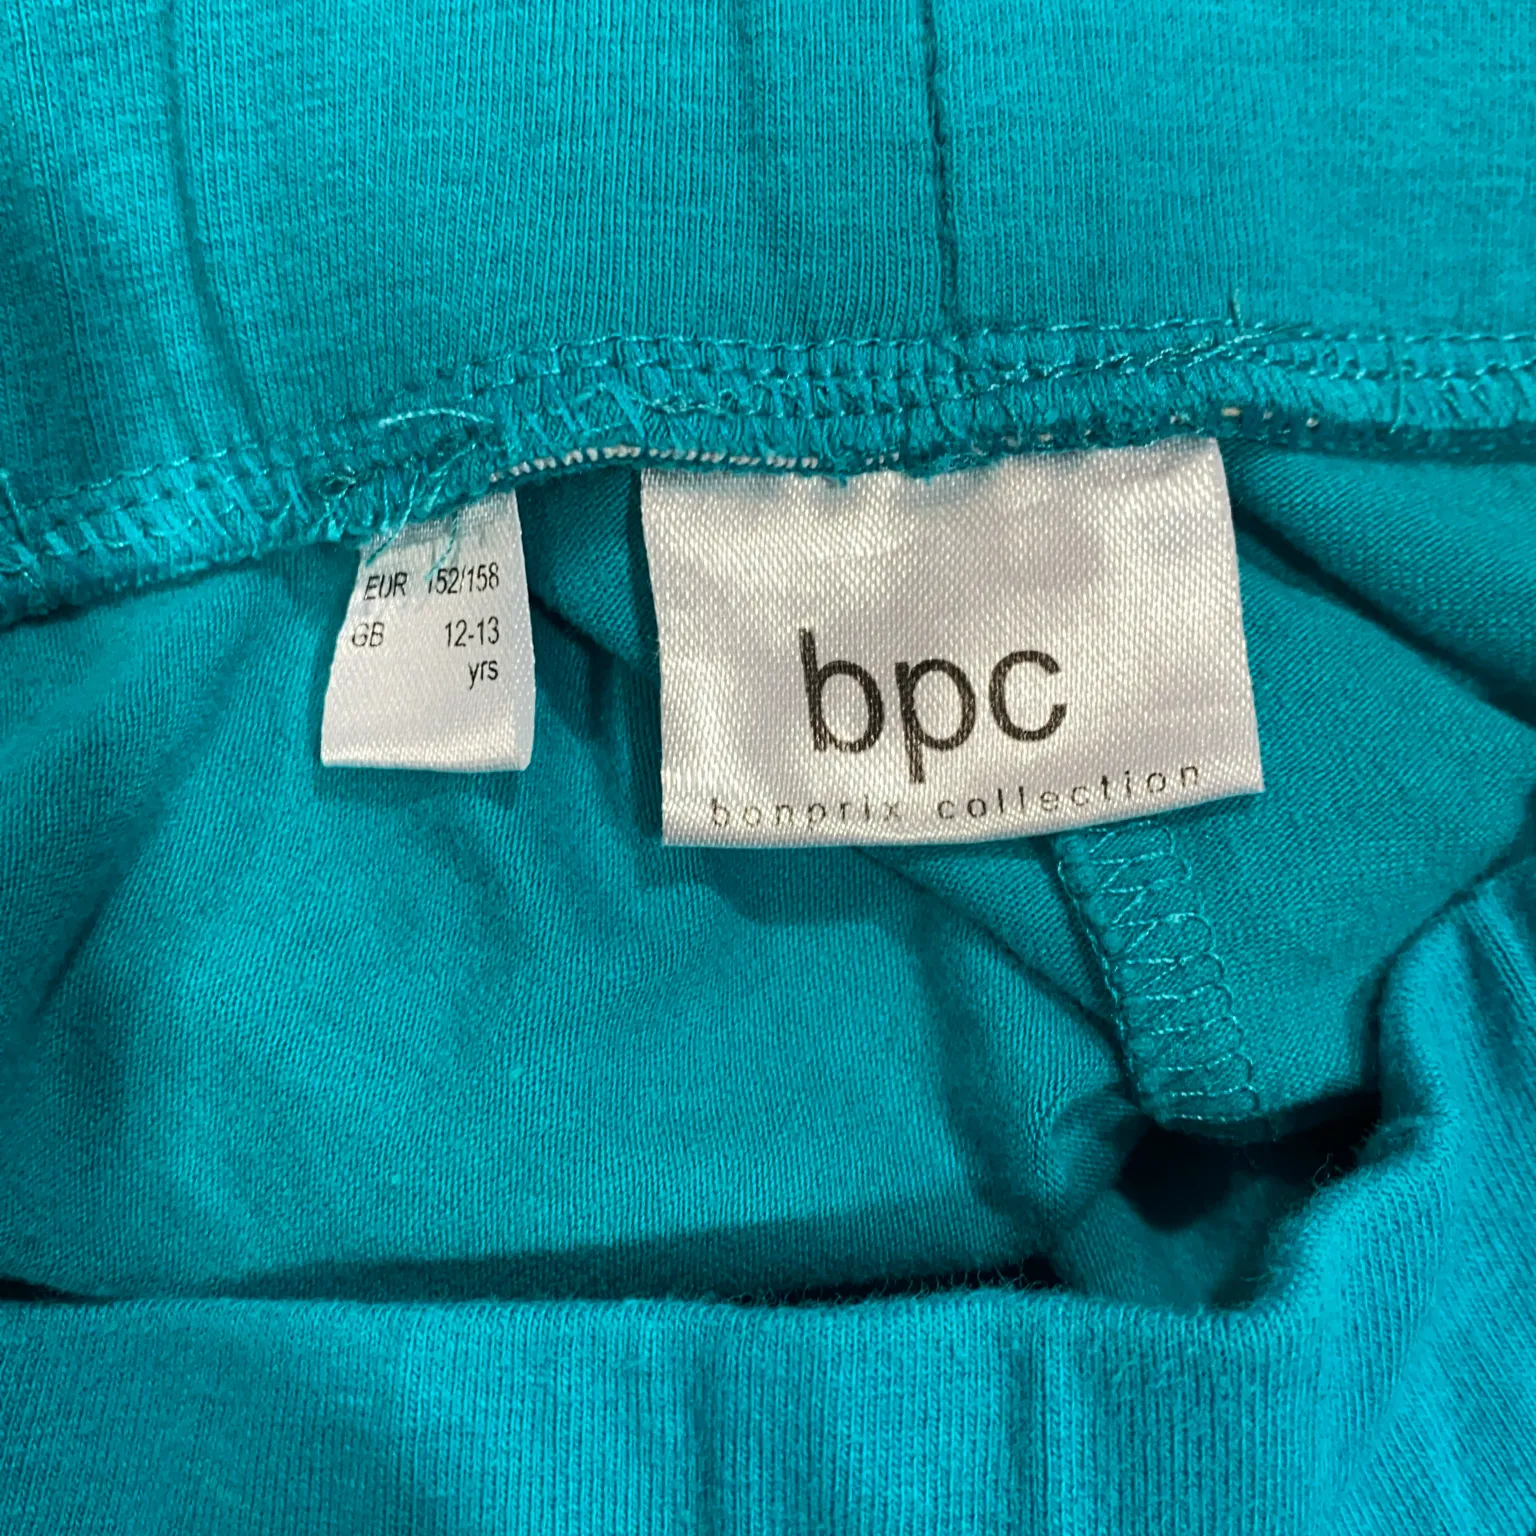 EUR 152/158
GB 12-13
yrs
bpc
bonprix collection